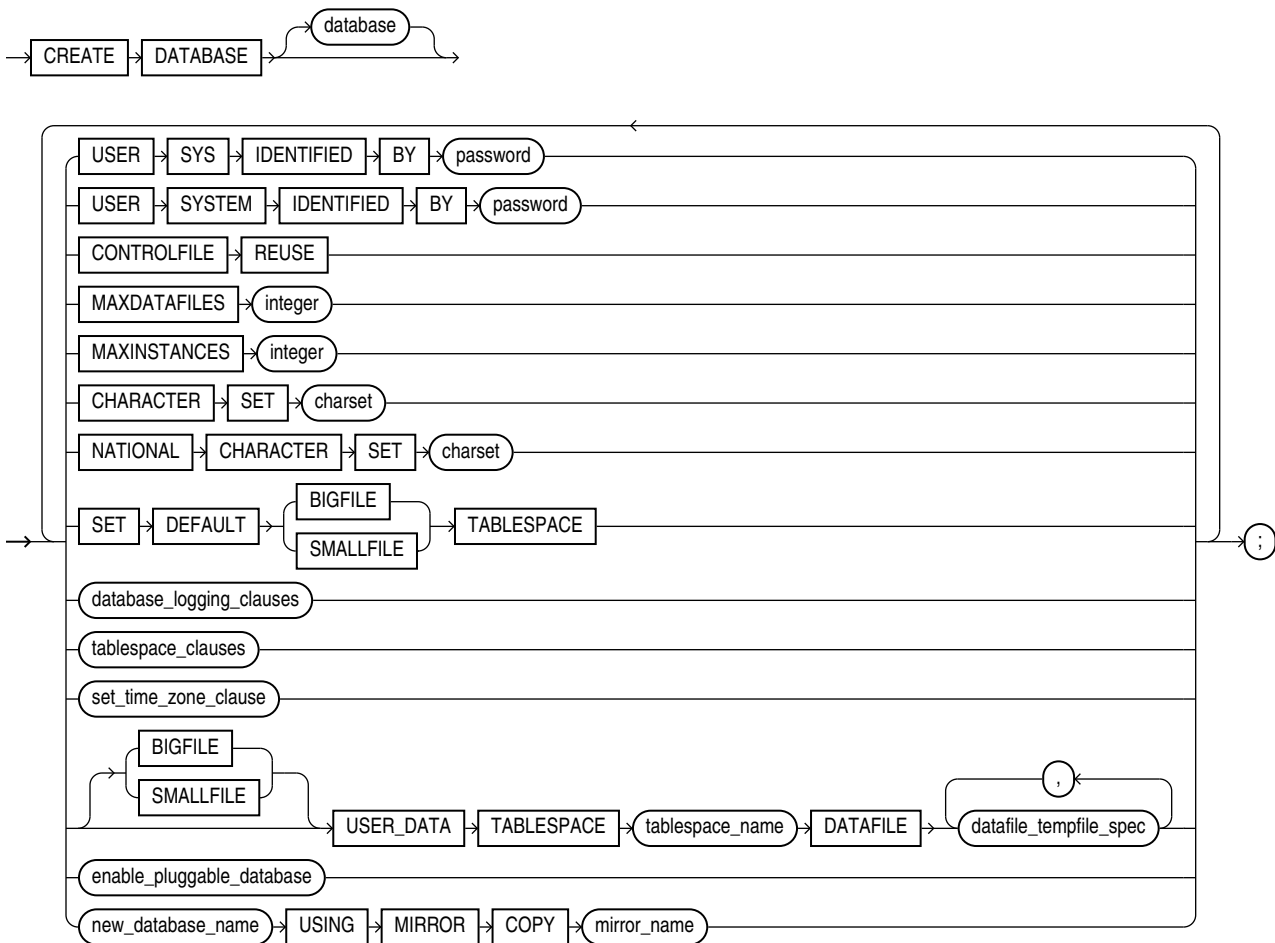 CREATE DATABASE database
USER SYS IDENTIFIED BY password
USER SYSTEM IDENTIFIED BY password
CONTROLFILE REUSE
MAXDATAFILES integer
MAXINSTANCES integer
CHARACTER SET charset
NATIONAL CHARACTER SET charset
BIGFILE
SET DEFAULT TABLESPACE
SMALLFILE
;
database_logging_clauses
tablespace_clauses
set_time_zone_clause
BIGFILE
SMALLFILE
,
USER_DATA TABLESPACE tablespace_name DATAFILE datafile_tempfile_spec
enable_pluggable_database
new_database_name USING MIRROR COPY mirror_name